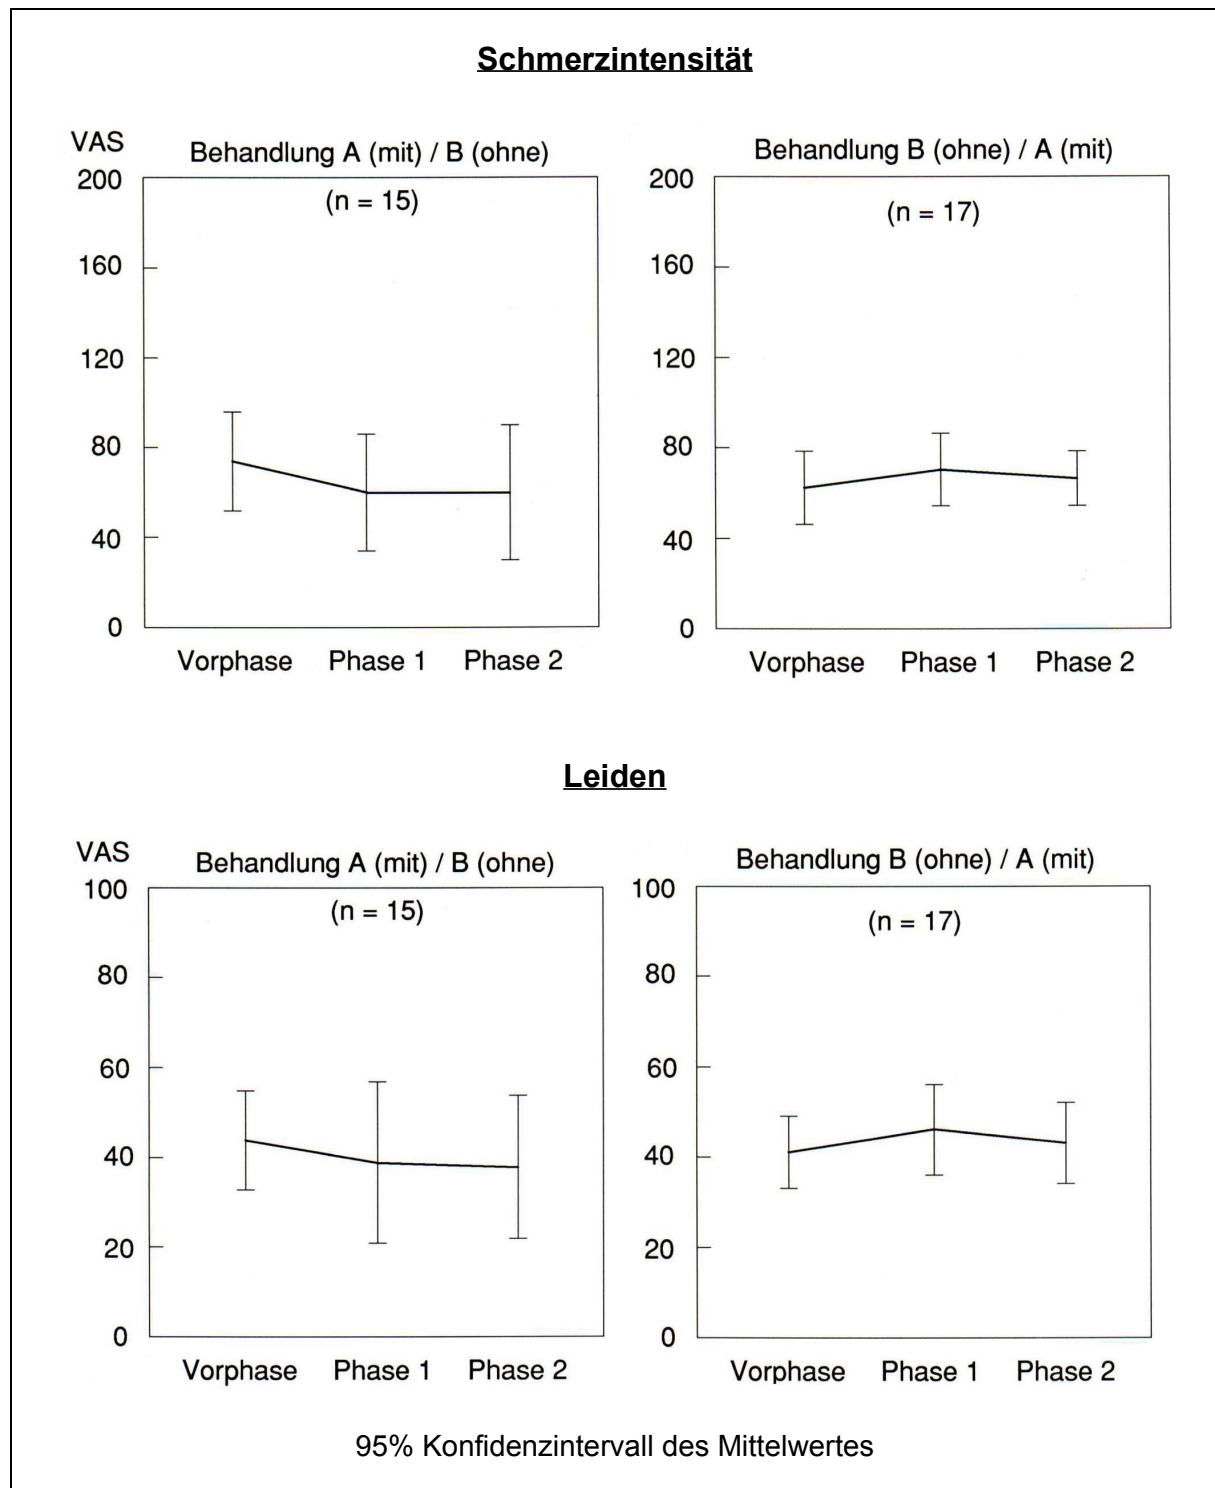 Schmerzintensität
VAS
Behandlung A (mit) / B (ohne)
(n = 15)
200
160
120
80
40
0
Vorphase Phase 1 Phase 2
Behandlung B (ohne) / A (mit)
(n = 17)
200
160
120
80
40
0
Vorphase Phase 1 Phase 2
Leiden
VAS
Behandlung A (mit) / B (ohne)
(n = 15)
100
80
60
40
20
0
Vorphase Phase 1 Phase 2
Behandlung B (ohne) / A (mit)
(n = 17)
100
80
60
40
20
0
Vorphase Phase 1 Phase 2
95% Konfidenzintervall des Mittelwertes